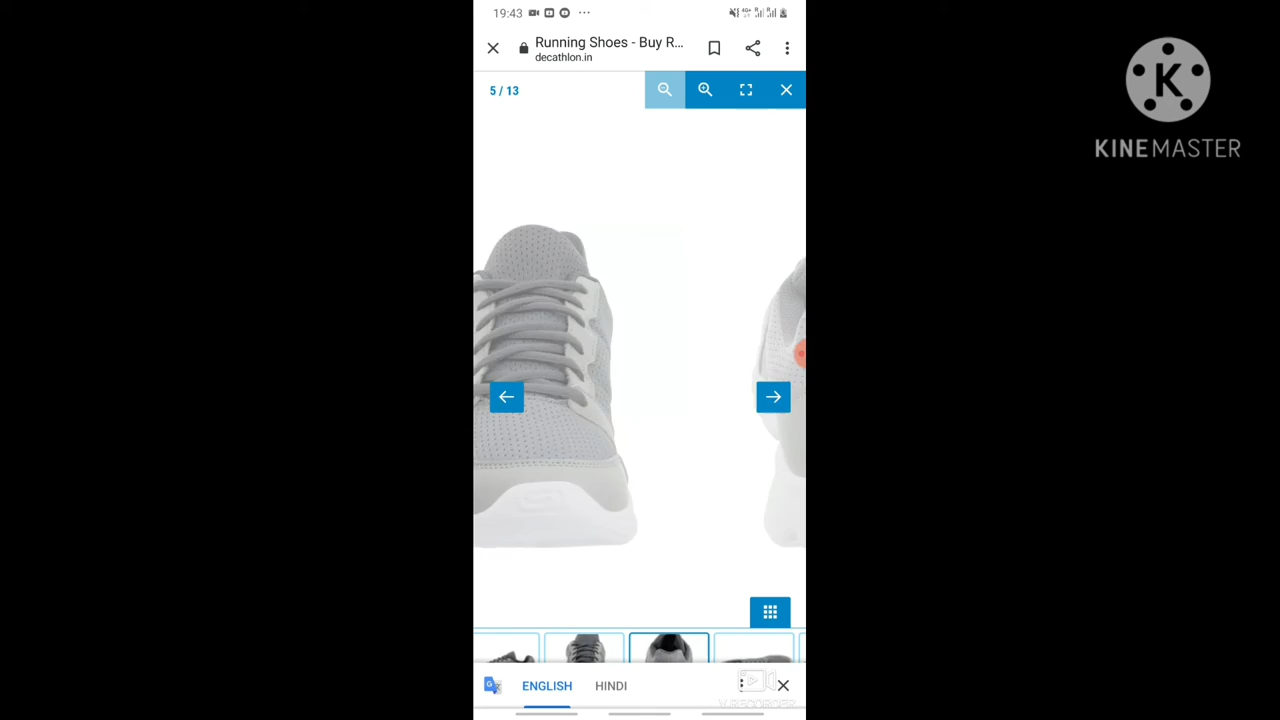 19:43
Running Shoes - Buy R...
decathlon.in
5 / 13
K
KINEMASTER
ENGLISH
HINDI